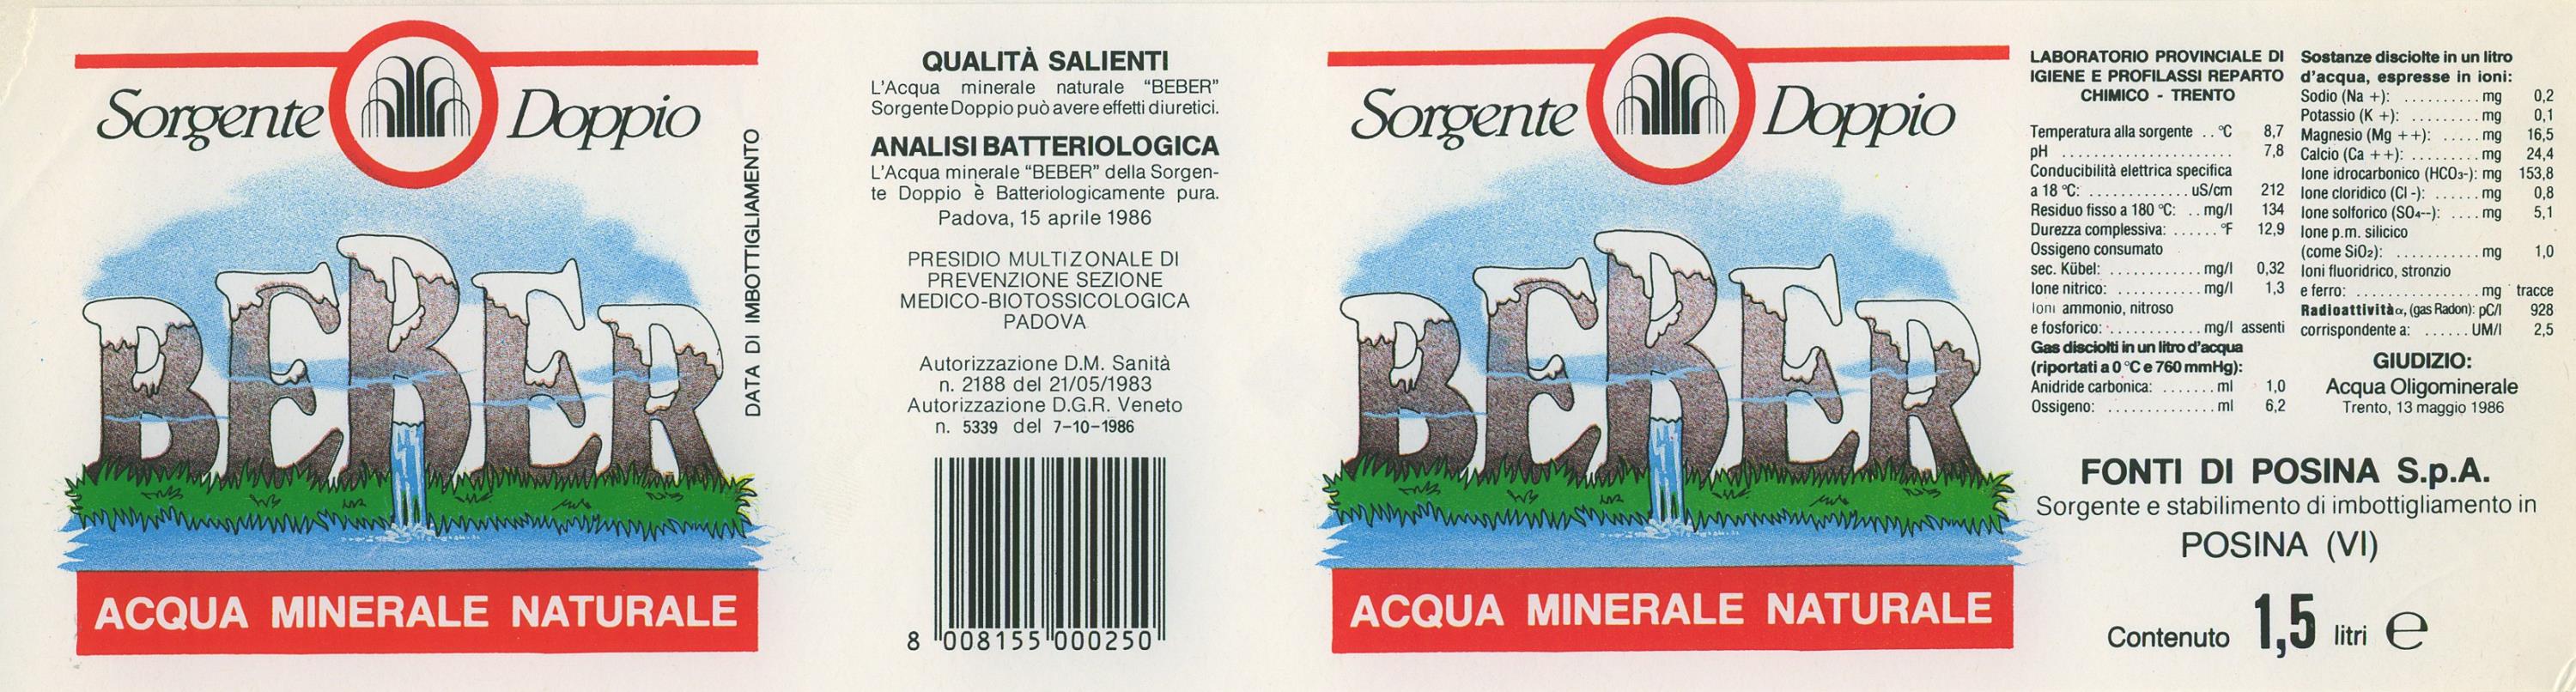 Sorgente Doppio
BEBER
ACQUA MINERALE NATURALE
DATA DI IMBOTTIGLIAMENTO
QUALITÀ SALIENTI
L'Acqua minerale naturale “BEBER”
Sorgente Doppio può avere effetti diuretici.
ANALISI BATTERIOLOGICA
L'Acqua minerale “BEBER” della Sorgen-
te Doppio è Batteriologicamente pura.
Padova, 15 aprile 1986
PRESIDIO MULTIZONALE DI
PREVENZIONE SEZIONE
MEDICO-BIOTOSSICOLOGICA
PADOVA
Autorizzazione D.M. Sanità
n. 2188 del 21/05/1983
Autorizzazione D.G.R. Veneto
n. 5339 del 7-10-1986
8 008155 000250
Sorgente Doppio
BEBER
ACQUA MINERALE NATURALE
LABORATORIO PROVINCIALE DI
IGIENE E PROFILASSI REPARTO
CHIMICO - TRENTO
Temperatura alla sorgente .. °C 8,7
pH ...................... 7,8
Conducibilità elettrica specifica
a 18 °C: ............. uS/cm 212
Residuo fisso a 180 °C: .. mg/l 134
Durezza complessiva: ...... °F 12,9
Ossigeno consumato
sec. Kübel: ............ mg/l 0,32
Ione nitrico: ........... mg/l 1,3
Ioni ammonio, nitroso
e fosforico: ............ mg/l assenti
Gas disciolti in un litro d'acqua
(riportati a 0 °C e 760 mmHg):
Anidride carbonica: ....... ml 1,0
Ossigeno: .............. ml 6,2
Sostanze disciolte in un litro
d'acqua, espresse in ioni:
Sodio (Na +): .......... mg 0,2
Potassio (K +): ......... mg 0,1
Magnesio (Mg ++): ..... mg 16,5
Calcio (Ca ++): ......... mg 24,4
Ione idrocarbonico (HCO₃-): mg 153,8
Ione cloridico (Cl -): ...... mg 0,8
Ione solforico (SO₄--): .... mg 5,1
Ione p.m. silicico
(come SiO₂): ........... mg 1,0
Ioni fluoridrico, stronzio
e ferro: ................ mg tracce
Radioattività α, (gas Radon): pC/l 928
corrispondente a: ...... UM/l 2,5
GIUDIZIO:
Acqua Oligominerale
Trento, 13 maggio 1986
FONTI DI POSINA S.p.A.
Sorgente e stabilimento di imbottigliamento in
POSINA (VI)
Contenuto 1,5 litri ℮